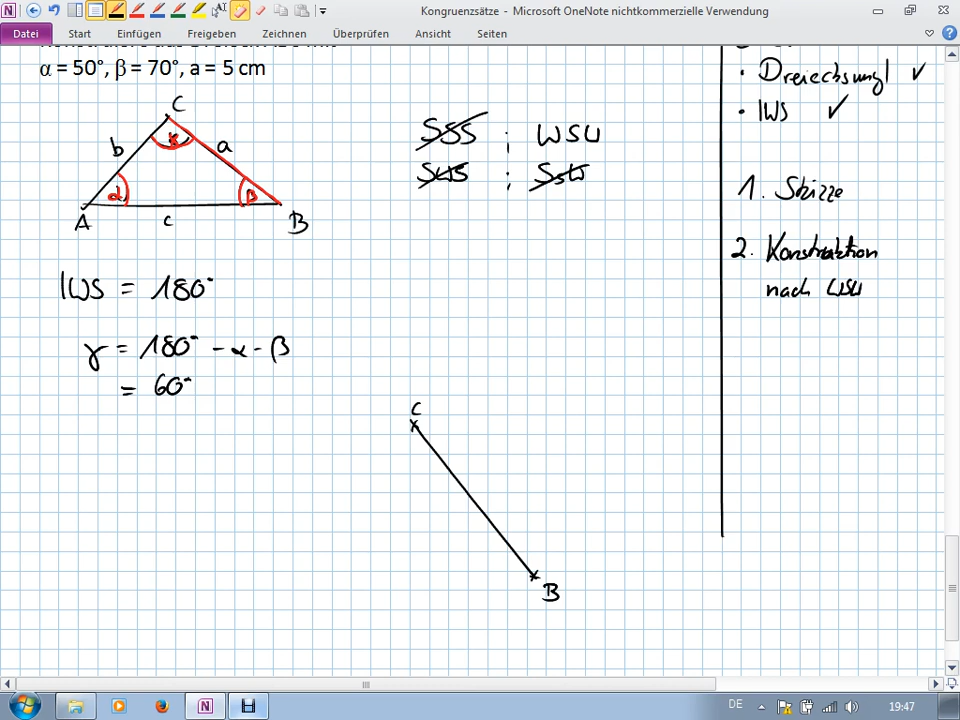 Kongruenzsätze - Microsoft OneNote nichtkommerzielle Verwendung
Datei Start Einfügen Freigeben Zeichnen Überprüfen Ansicht Seiten
α = 50°, β = 70°, a = 5 cm
C
b
a
α
β
A
c
B
SSS ; WSW
SWS ; SsW
IWS = 180°
γ = 180° - α - β
= 60°
C
B
• Dreiecksungl ✓
• IWS ✓
1. Skizze
2. Konstruktion
nach WSW
DE
19:47